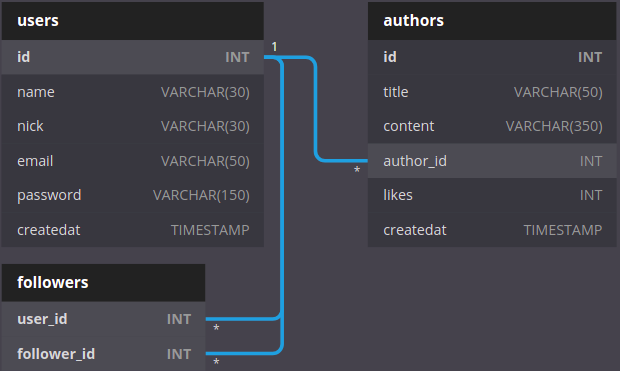 users
id INT
name VARCHAR(30)
nick VARCHAR(30)
email VARCHAR(50)
password VARCHAR(150)
createdat TIMESTAMP
1
authors
id INT
title VARCHAR(50)
content VARCHAR(350)
author_id INT
*
likes INT
createdat TIMESTAMP
followers
user_id INT
*
follower_id INT
*